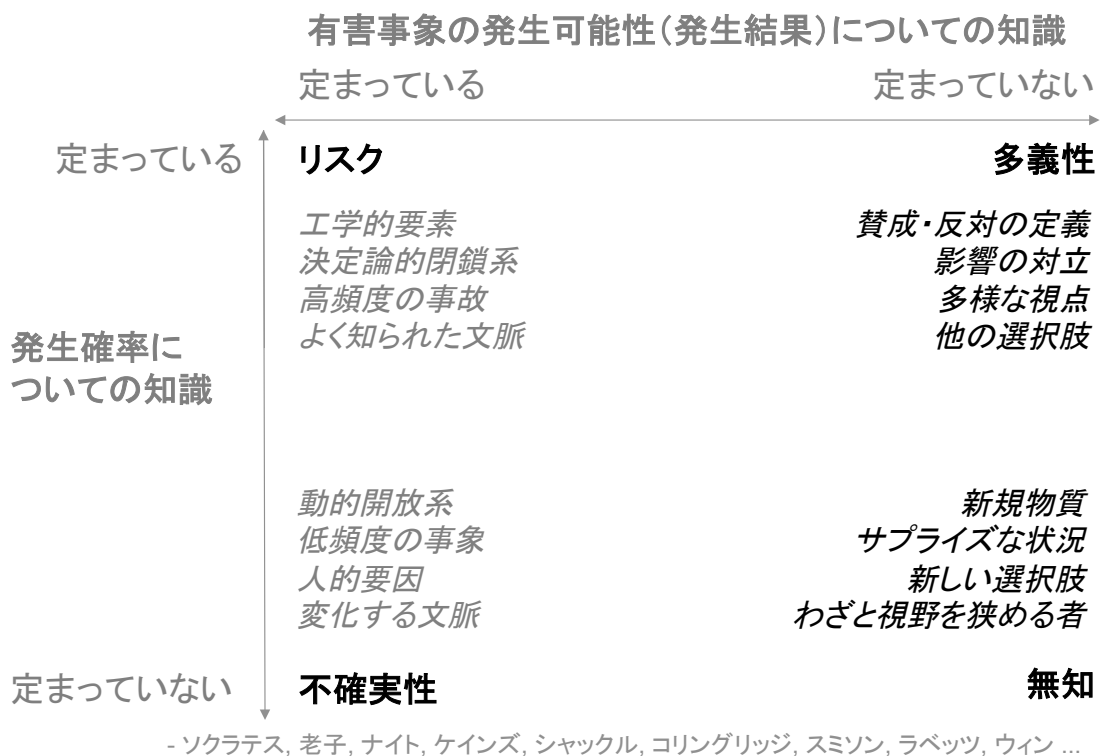 有害事象の発生可能性(発生結果)についての知識
定まっている 定まっていない
定まっている リスク 多義性
工学的要素 賛成・反対の定義
決定論的閉鎖系 影響の対立
高頻度の事故 多様な視点
よく知られた文脈 他の選択肢
発生確率に
ついての知識
動的開放系 新規物質
低頻度の事象 サプライズな状況
人的要因 新しい選択肢
変化する文脈 わざと視野を狭める者
定まっていない 不確実性 無知
- ソクラテス, 老子, ナイト, ケインズ, シャックル, コリングリッジ, スミソン, ラベッツ, ウィン ...